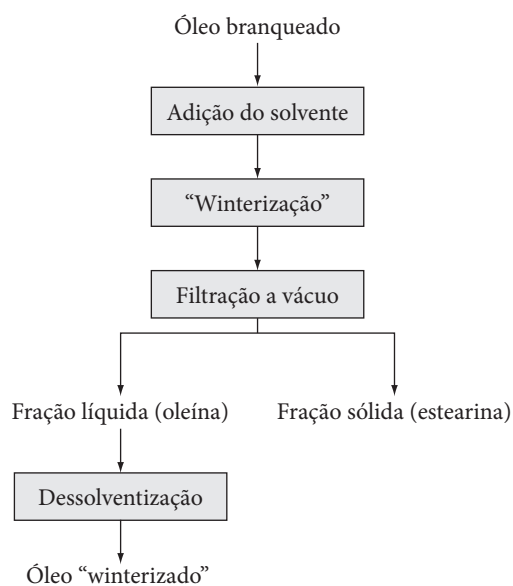 Óleo branqueado
Adição do solvente
“Winterização”
Filtração a vácuo
Fração líquida (oleína)
Fração sólida (estearina)
Dessolventização
Óleo “winterizado”